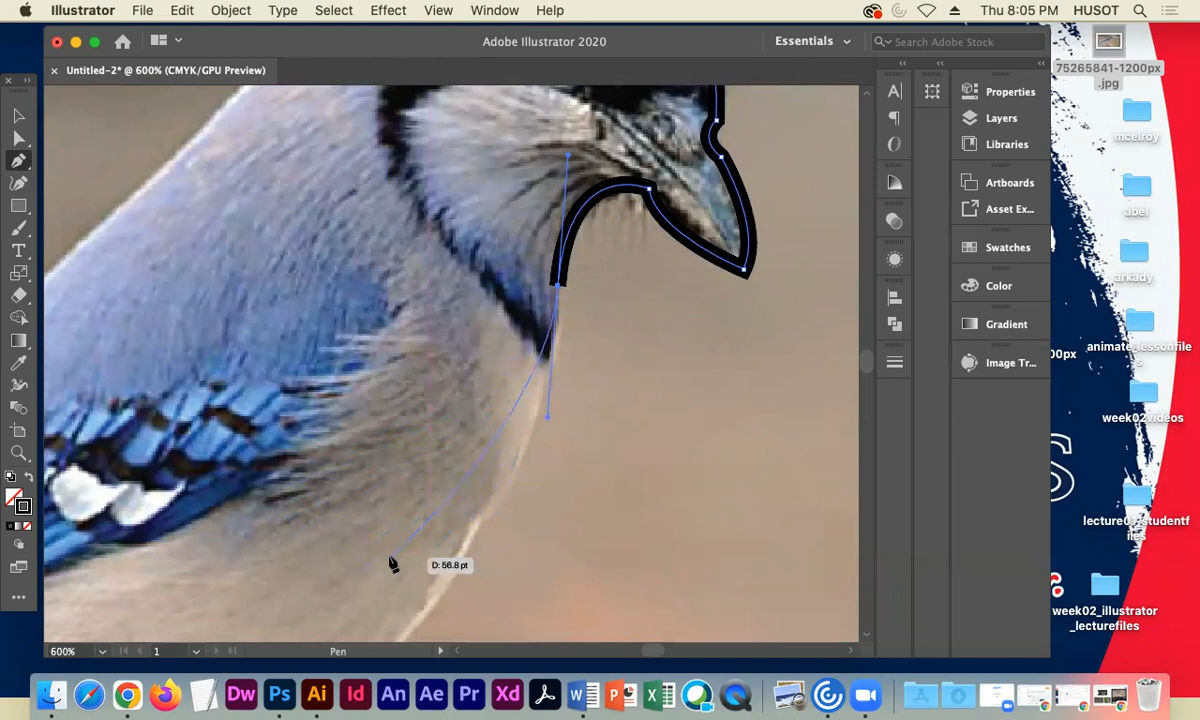 Illustrator File Edit Object Type Select Effect View Window Help
Thu 8:05 PM HUSOT
Adobe Illustrator 2020
Essentials
Search Adobe Stock
75265841-1200px
.jpg
Untitled-2* @ 600% (CMYK/GPU Preview)
Properties
Layers
Libraries
Artboards
Asset Ex...
Swatches
Color
Gradient
Image Tr...
mcelroy
abel
arkady
00px
animate_lessonfile
s
week02videos
S
lecture07studentf
iles
week02_illustrator
_lecturefiles
D: 56.8 pt
600% 1 Pen
Dw Ps Ai Id An Ae Pr Xd W P X